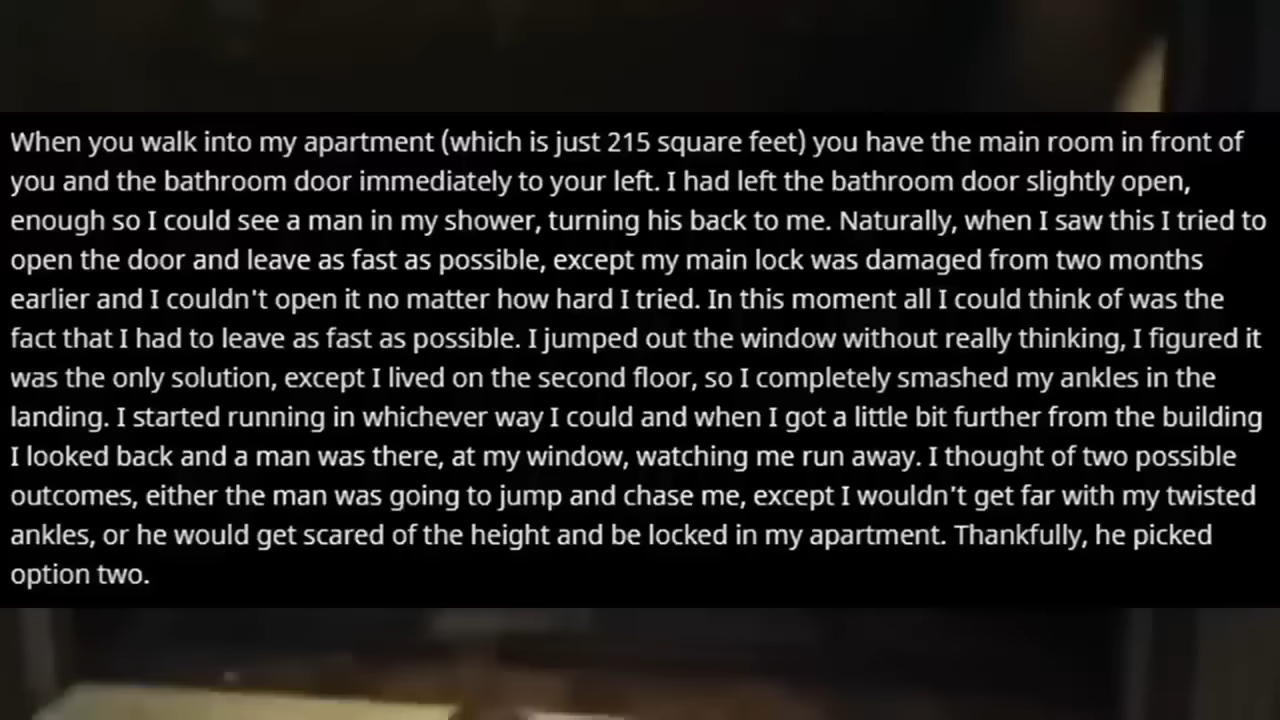 When you walk into my apartment (which is just 215 square feet) you have the main room in front of
you and the bathroom door immediately to your left. I had left the bathroom door slightly open,
enough so I could see a man in my shower, turning his back to me. Naturally, when I saw this I tried to
open the door and leave as fast as possible, except my main lock was damaged from two months
earlier and I couldn't open it no matter how hard I tried. In this moment all I could think of was the
fact that I had to leave as fast as possible. I jumped out the window without really thinking, I figured it
was the only solution, except I lived on the second floor, so I completely smashed my ankles in the
landing. I started running in whichever way I could and when I got a little bit further from the building
I looked back and a man was there, at my window, watching me run away. I thought of two possible
outcomes, either the man was going to jump and chase me, except I wouldn't get far with my twisted
ankles, or he would get scared of the height and be locked in my apartment. Thankfully, he picked
option two.